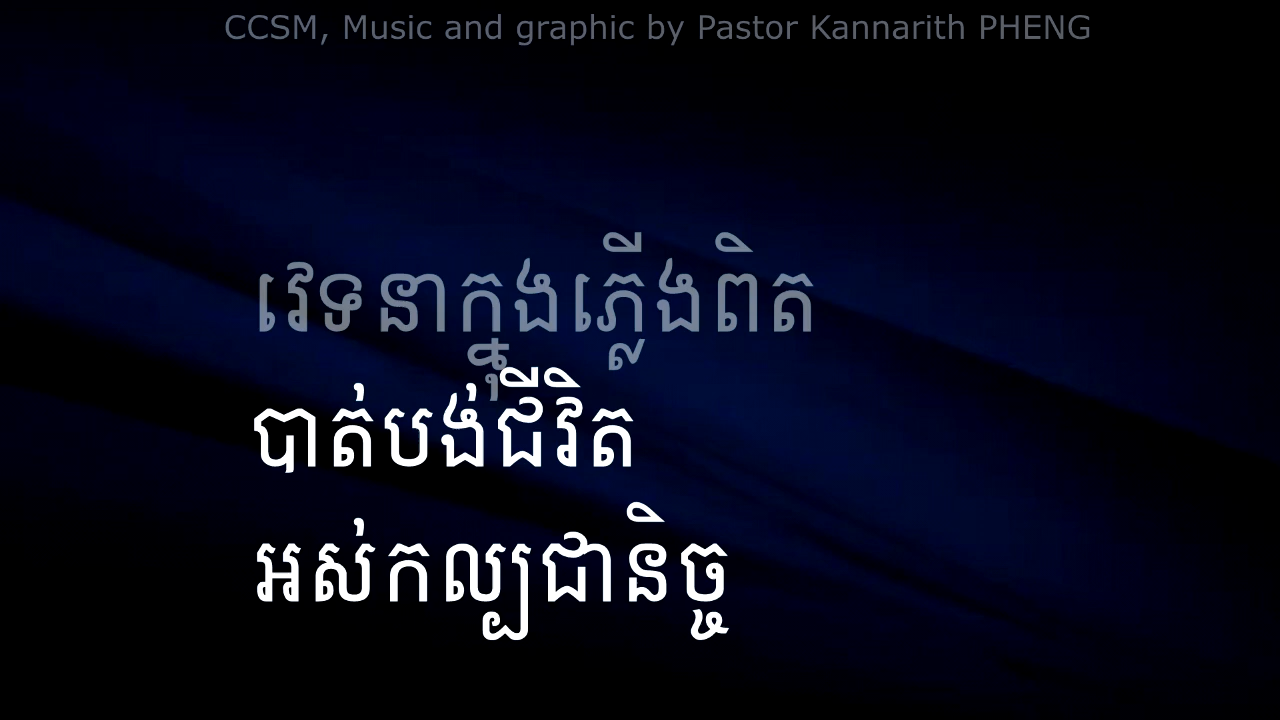 CCSM, Music and graphic by Pastor Kannarith PHENG
វេទនាក្នុងភ្លើងពិត
បាត់បង់ជីវិត
អស់កល្បជានិច្ច